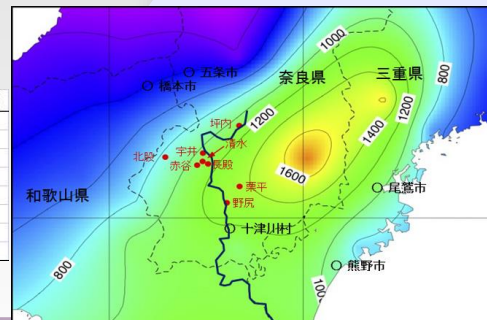 1000
奈良県
三重県
800
五条市
橋本市
1200
1200
坪内
1400
清水
宇井
北股
赤谷
長殿
1600
和歌山県
栗平
尾鷲市
野尻
十津川村
800
熊野市
100